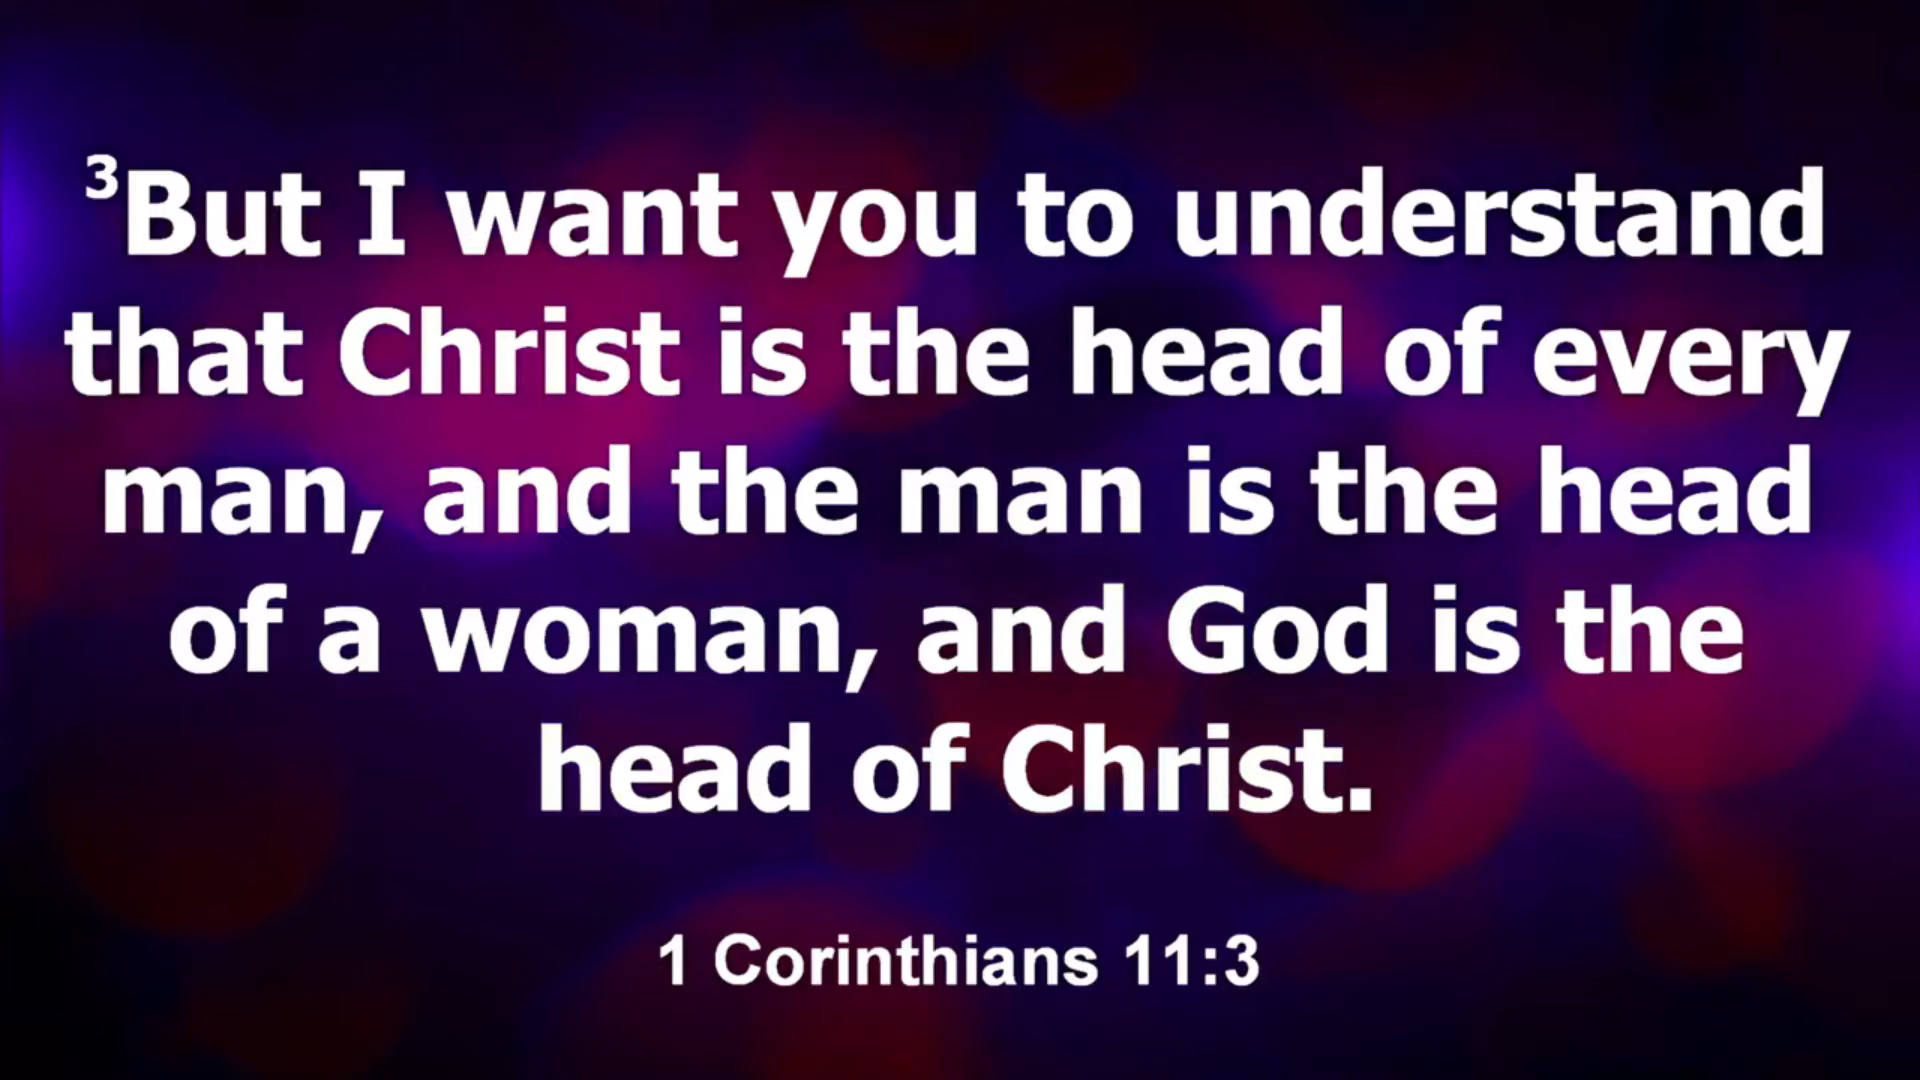 ³But I want you to understand
that Christ is the head of every
man, and the man is the head
of a woman, and God is the
head of Christ.
1 Corinthians 11:3